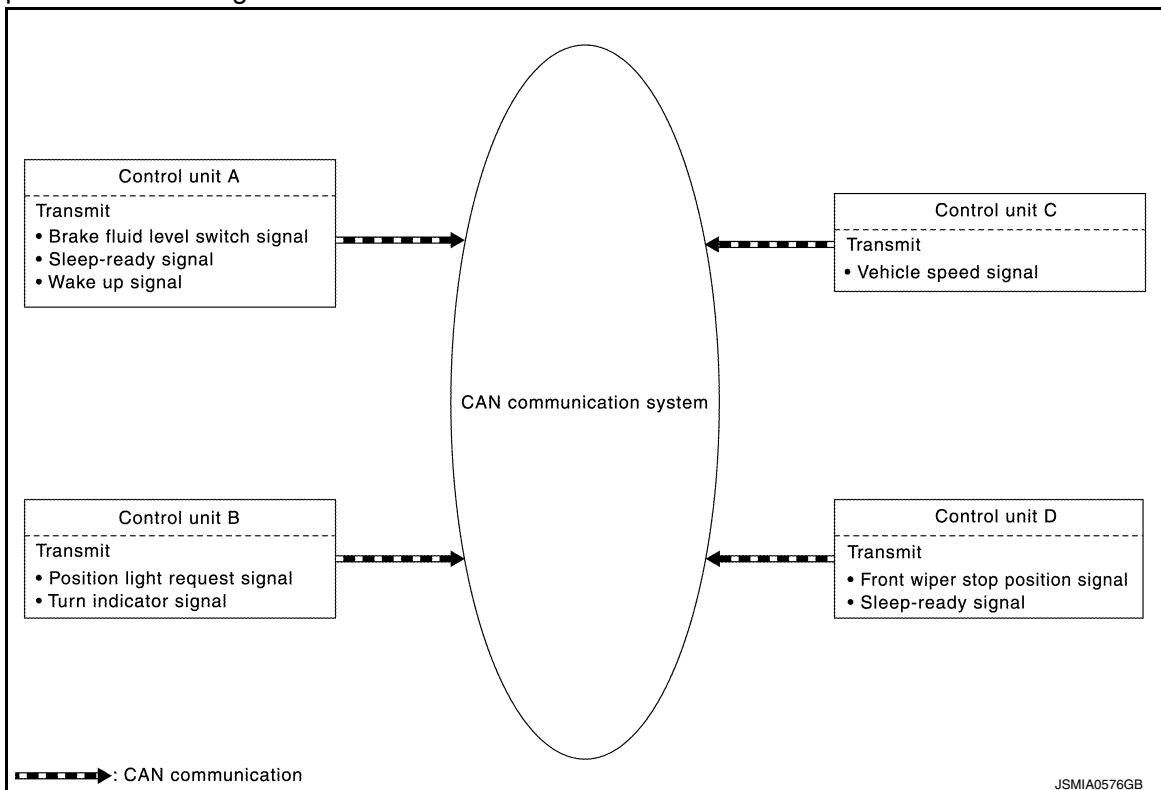 Control unit A
Transmit
• Brake fluid level switch signal
• Sleep-ready signal
• Wake up signal
Control unit C
Transmit
• Vehicle speed signal
CAN communication system
Control unit B
Transmit
• Position light request signal
• Turn indicator signal
Control unit D
Transmit
• Front wiper stop position signal
• Sleep-ready signal
: CAN communication
JSMIA0576GB